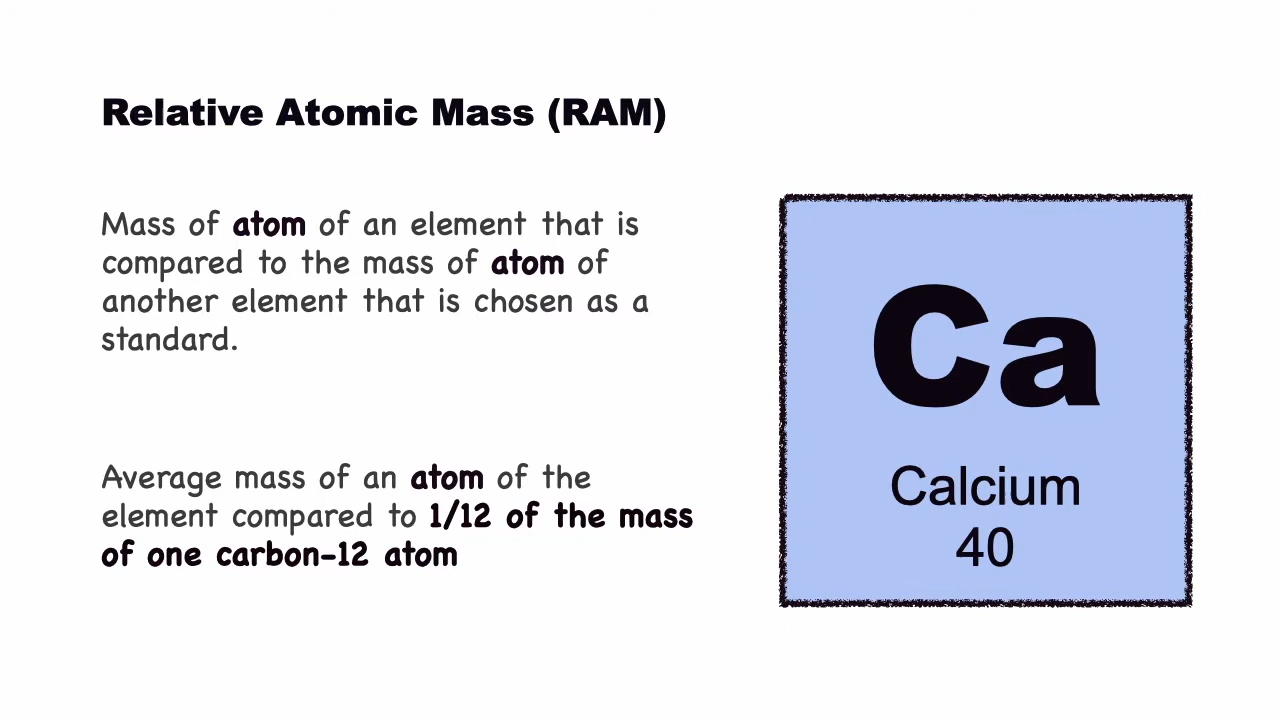 Relative Atomic Mass (RAM)
Mass of atom of an element that is
compared to the mass of atom of
another element that is chosen as a
standard.
Average mass of an atom of the
element compared to 1/12 of the mass
of one carbon-12 atom
Ca
Calcium
40